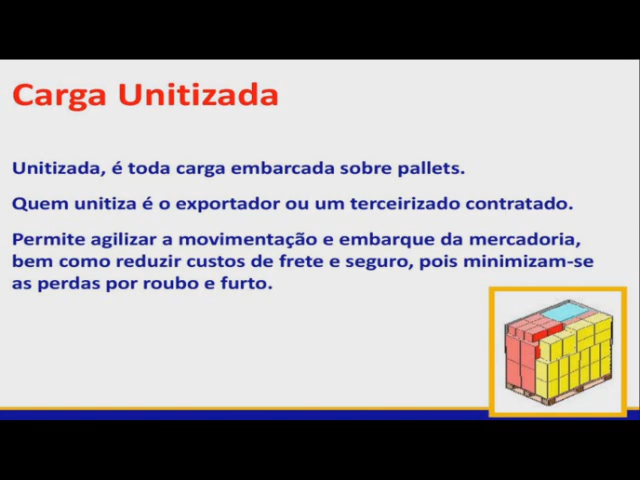 Carga Unitizada
Unitizada, é toda carga embarcada sobre pallets.
Quem unitiza é o exportador ou um terceirizado contratado.
Permite agilizar a movimentação e embarque da mercadoria,
bem como reduzir custos de frete e seguro, pois minimizam-se
as perdas por roubo e furto.